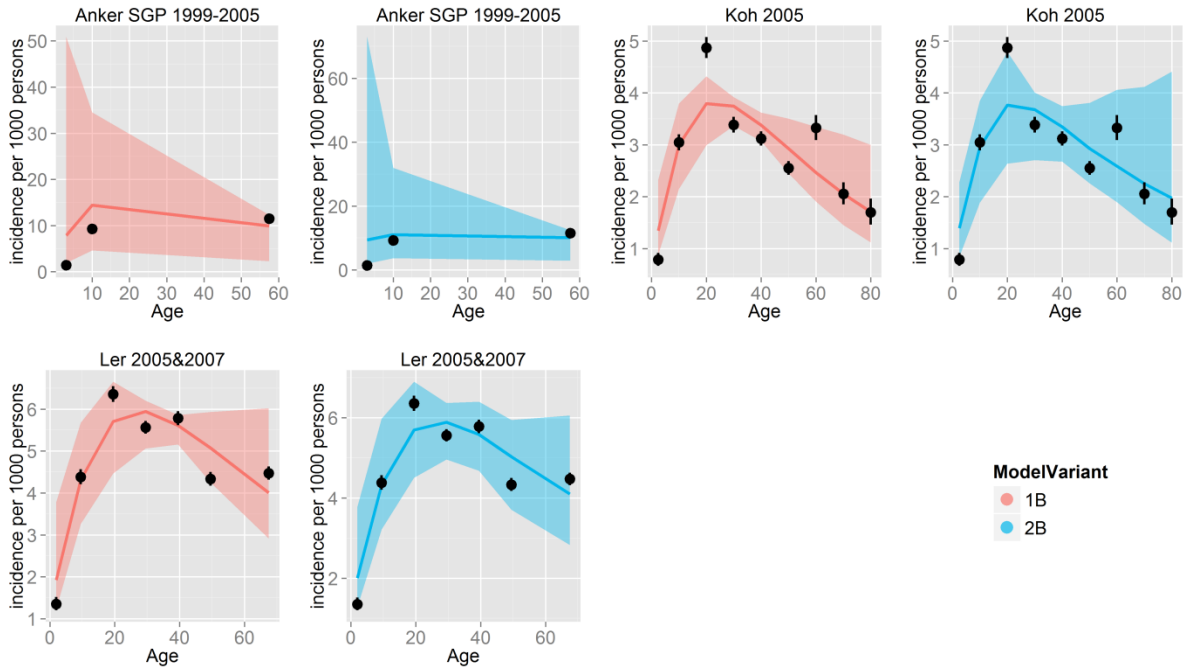 Anker SGP 1999-2005
incidence per 1000 persons
50
40
30
20
10
0
10 20 30 40 50 60
Age
Anker SGP 1999-2005
incidence per 1000 persons
60
40
20
0
0 10 20 30 40 50 60
Age
Koh 2005
incidence per 1000 persons
5
4
3
2
1
0 20 40 60 80
Age
Koh 2005
incidence per 1000 persons
5
4
3
2
1
0 20 40 60 80
Age
Ler 2005&2007
incidence per 1000 persons
6
5
4
3
2
1
0 20 40 60
Age
Ler 2005&2007
incidence per 1000 persons
6
4
2
0 20 40 60
Age
ModelVariant
1B
2B